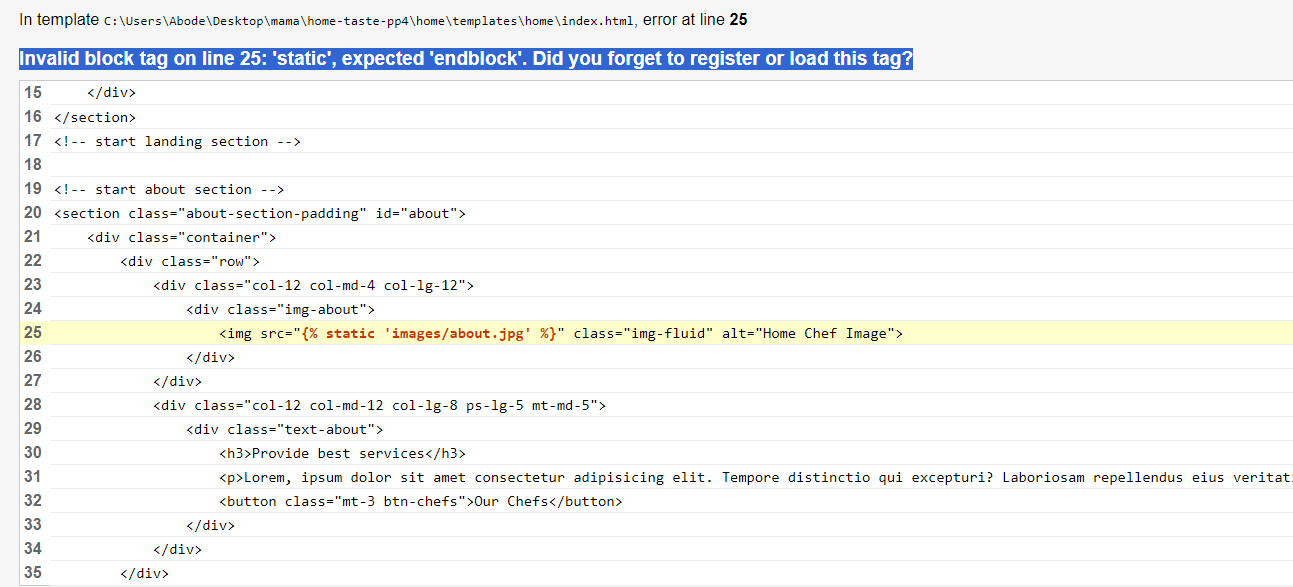 In template C:\Users\Abode\Desktop\mama\home-taste-pp4\home\templates\home\index.html, error at line 25
Invalid block tag on line 25: 'static', expected 'endblock'. Did you forget to register or load this tag?
15 </div>
16 </section>
17 <!-- start landing section -->
18
19 <!-- start about section -->
20 <section class="about-section-padding" id="about">
21 <div class="container">
22 <div class="row">
23 <div class="col-12 col-md-4 col-lg-12">
24 <div class="img-about">
25 <img src="{% static 'images/about.jpg' %}" class="img-fluid" alt="Home Chef Image">
26 </div>
27 </div>
28 <div class="col-12 col-md-12 col-lg-8 ps-lg-5 mt-md-5">
29 <div class="text-about">
30 <h3>Provide best services</h3>
31 <p>Lorem, ipsum dolor sit amet consectetur adipisicing elit. Tempore distinctio qui excepturi? Laboriosam repellendus eius veritat
32 <button class="mt-3 btn-chefs">Our Chefs</button>
33 </div>
34 </div>
35 </div>